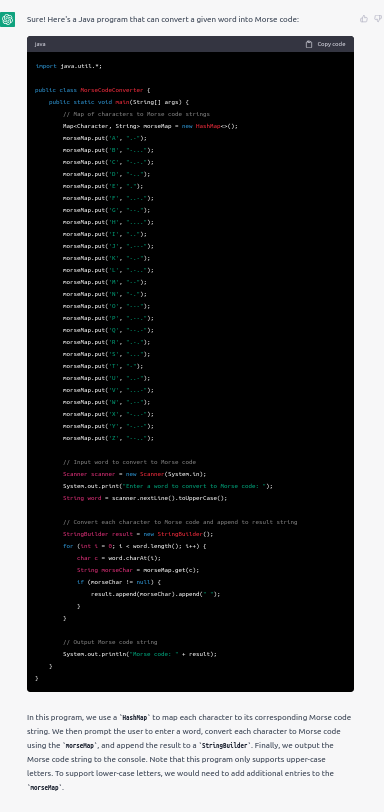 Sure! Here's a Java program that can convert a given word into Morse code:
java
Copy code
import java.util.*;
public class MorseCodeConverter {
public static void main(String[] args) {
// Map of characters to Morse code strings
Map<Character, String> morseMap = new HashMap<>();
morseMap.put('A', ".-");
morseMap.put('B', "-...");
morseMap.put('C', "-.-.");
morseMap.put('D', "-..");
morseMap.put('E', ".");
morseMap.put('F', "..-.");
morseMap.put('G', "--.");
morseMap.put('H', "....");
morseMap.put('I', "..");
morseMap.put('J', ".---");
morseMap.put('K', "-.-");
morseMap.put('L', ".-..");
morseMap.put('M', "--");
morseMap.put('N', "-.");
morseMap.put('O', "---");
morseMap.put('P', ".--.");
morseMap.put('Q', "--.-");
morseMap.put('R', ".-.");
morseMap.put('S', "...");
morseMap.put('T', "-");
morseMap.put('U', "..-");
morseMap.put('V', "...-");
morseMap.put('W', ".--");
morseMap.put('X', "-..-");
morseMap.put('Y', "-.--");
morseMap.put('Z', "--..");
// Input word to convert to Morse code
Scanner scanner = new Scanner(System.in);
System.out.print("Enter a word to convert to Morse code: ");
String word = scanner.nextLine().toUpperCase();
// Convert each character to Morse code and append to result string
StringBuilder result = new StringBuilder();
for (int i = 0; i < word.length(); i++) {
char c = word.charAt(i);
String morseChar = morseMap.get(c);
if (morseChar != null) {
result.append(morseChar).append(" ");
}
}
// Output Morse code string
System.out.println("Morse code: " + result);
}
}
In this program, we use a `HashMap` to map each character to its corresponding Morse code
string. We then prompt the user to enter a word, convert each character to Morse code
using the `morseMap`, and append the result to a `StringBuilder`. Finally, we output the
Morse code string to the console. Note that this program only supports upper-case
letters. To support lower-case letters, we would need to add additional entries to the
`morseMap`.